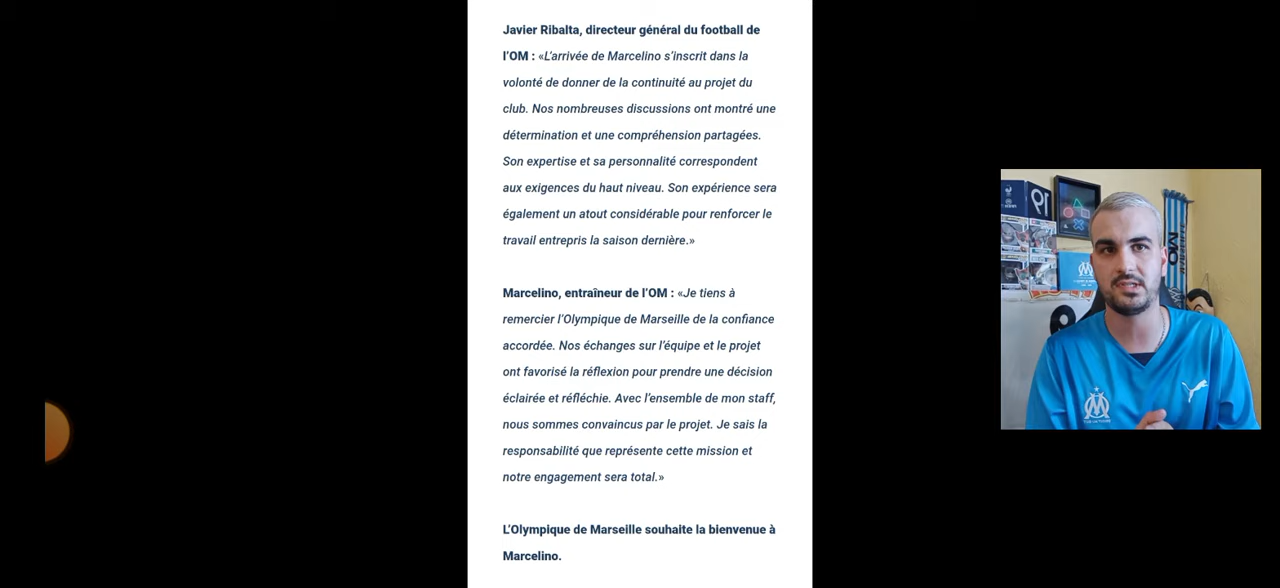 Javier Ribalta, directeur général du football de
l’OM : «L’arrivée de Marcelino s’inscrit dans la
volonté de donner de la continuité au projet du
club. Nos nombreuses discussions ont montré une
détermination et une compréhension partagées.
Son expertise et sa personnalité correspondent
aux exigences du haut niveau. Son expérience sera
également un atout considérable pour renforcer le
travail entrepris la saison dernière.»
Marcelino, entraîneur de l’OM : «Je tiens à
remercier l’Olympique de Marseille de la confiance
accordée. Nos échanges sur l’équipe et le projet
ont favorisé la réflexion pour prendre une décision
éclairée et réfléchie. Avec l’ensemble de mon staff,
nous sommes convaincus par le projet. Je sais la
responsabilité que représente cette mission et
notre engagement sera total.»
L’Olympique de Marseille souhaite la bienvenue à
Marcelino.